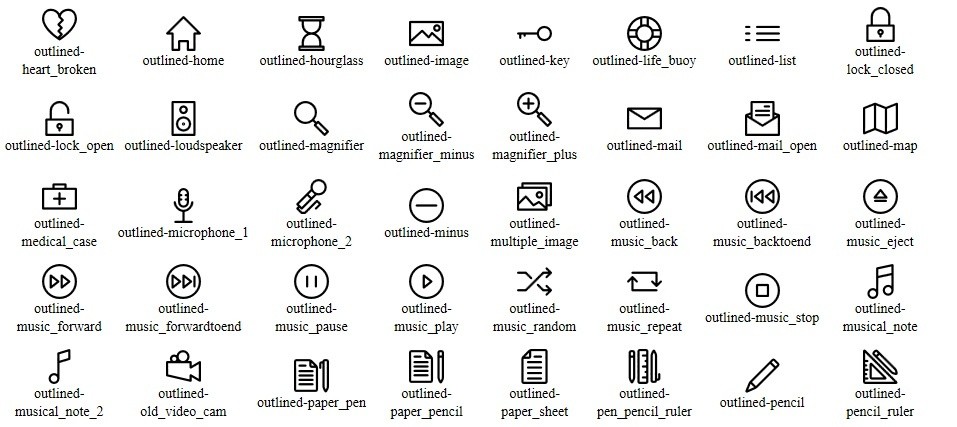 outlined-
heart_broken
outlined-home
outlined-hourglass
outlined-image
outlined-key
outlined-life_buoy
outlined-list
outlined-
lock_closed
outlined-lock_open
outlined-loudspeaker
outlined-magnifier
outlined-
magnifier_minus
outlined-
magnifier_plus
outlined-mail
outlined-mail_open
outlined-map
outlined-
medical_case
outlined-microphone_1
outlined-
microphone_2
outlined-minus
outlined-
multiple_image
outlined-
music_back
outlined-
music_backtoend
outlined-
music_eject
outlined-
music_forward
outlined-
music_forwardtoend
outlined-
music_pause
outlined-
music_play
outlined-
music_random
outlined-
music_repeat
outlined-music_stop
outlined-
musical_note
outlined-
musical_note_2
outlined-
old_video_cam
outlined-paper_pen
outlined-
paper_pencil
outlined-
paper_sheet
outlined-
pen_pencil_ruler
outlined-pencil
outlined-
pencil_ruler